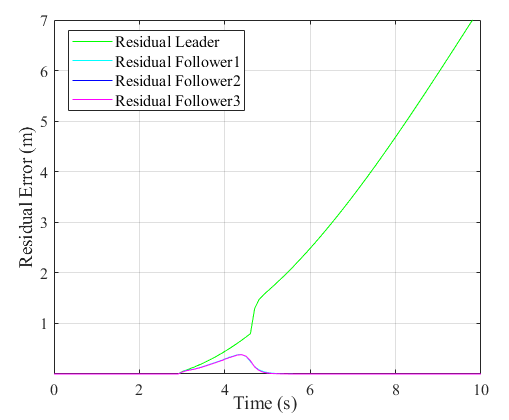 7
6
5
4
3
2
1
Residual Error (m)
Residual Leader
Residual Follower1
Residual Follower2
Residual Follower3
0 2 4 6 8 10
Time (s)